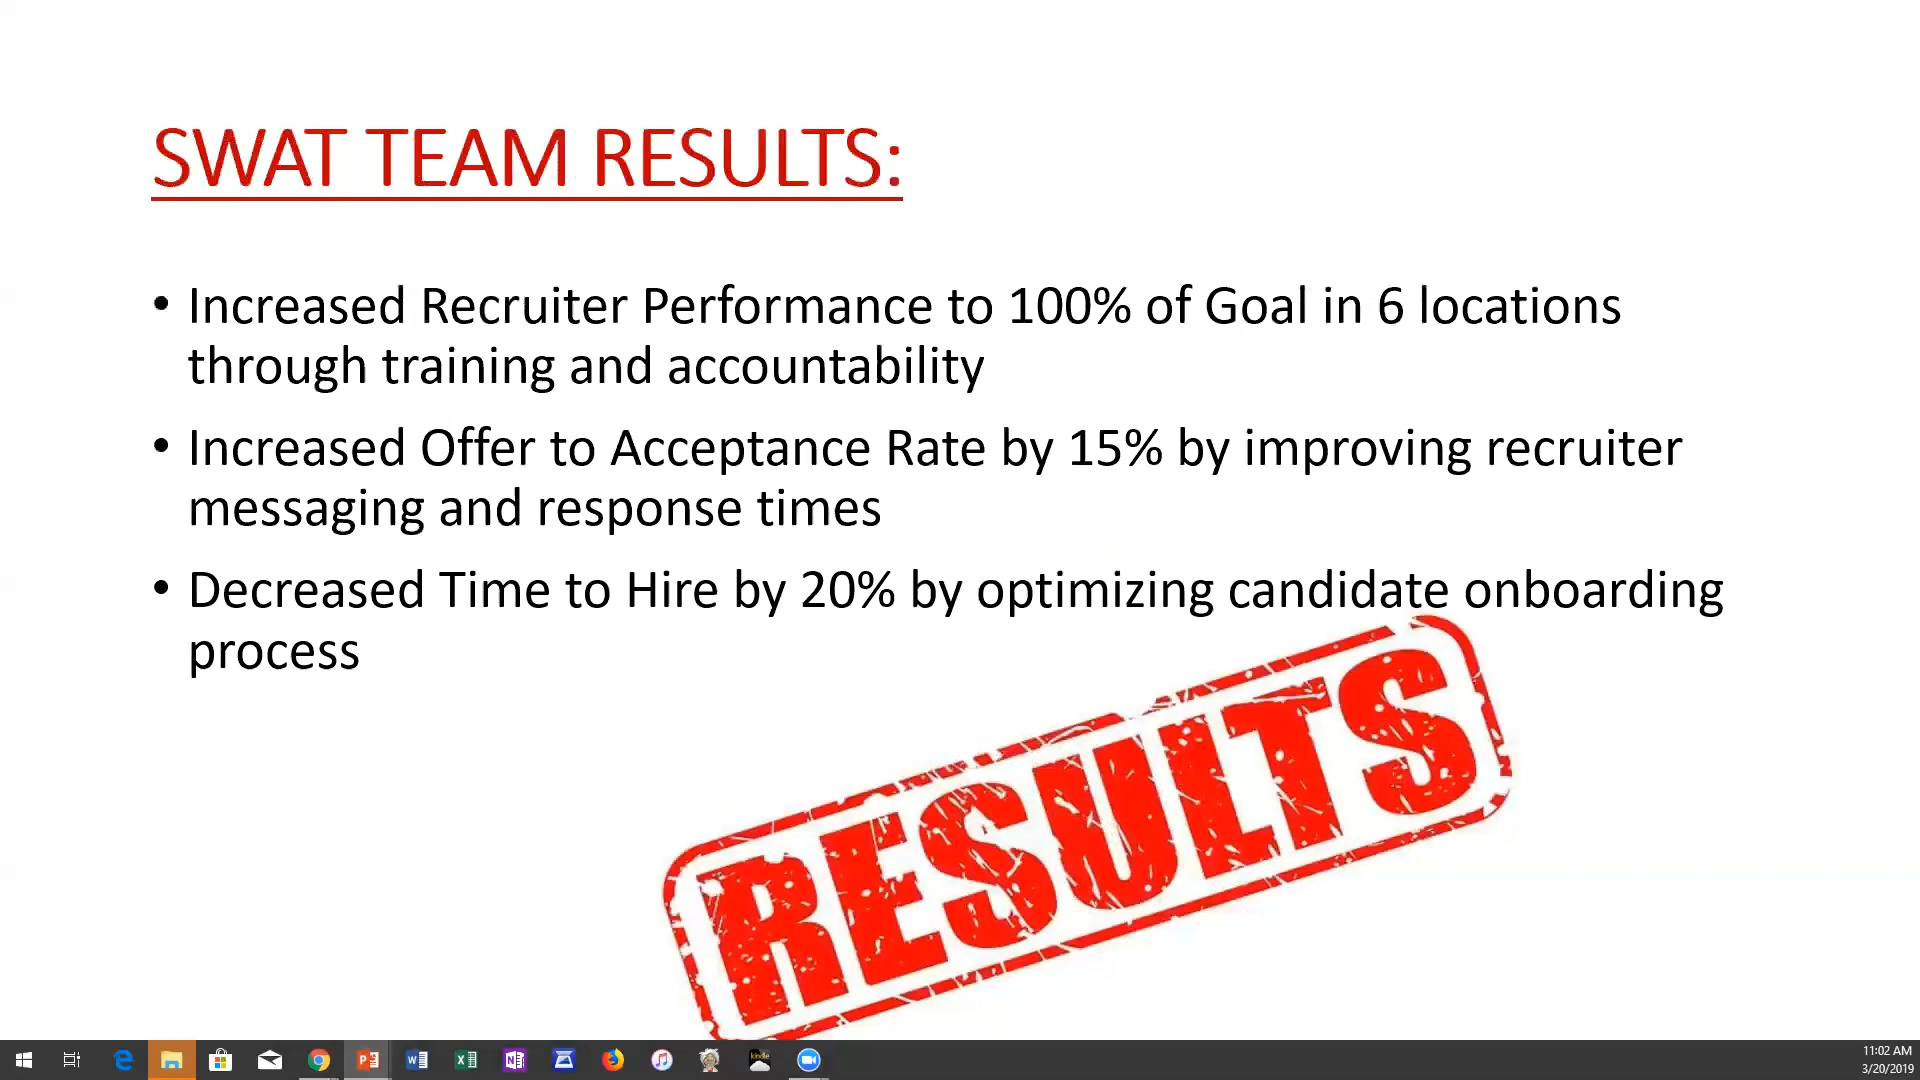 SWAT TEAM RESULTS:
• Increased Recruiter Performance to 100% of Goal in 6 locations
through training and accountability
• Increased Offer to Acceptance Rate by 15% by improving recruiter
messaging and response times
• Decreased Time to Hire by 20% by optimizing candidate onboarding
process
RESULTS
kindle
11:02 AM
3/20/2019